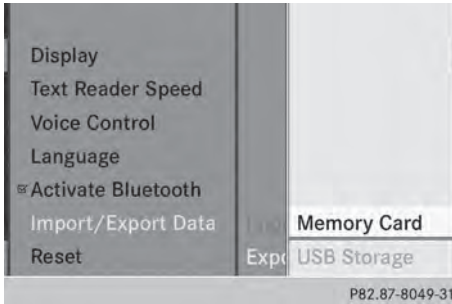 Display
Text Reader Speed
Voice Control
Language
Activate Bluetooth
Import/Export Data Memory Card
Reset Expo USB Storage
P82.87-8049-31